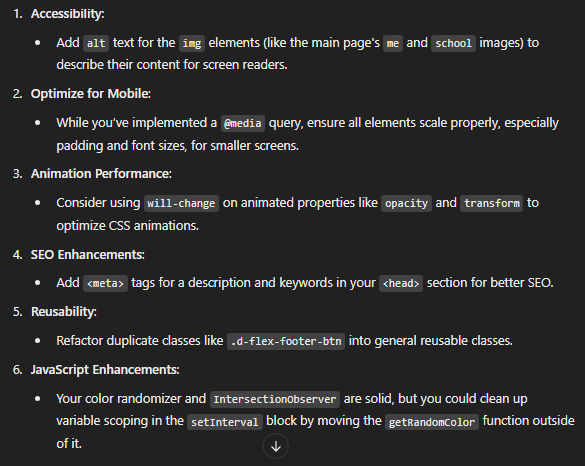 1. Accessibility:
• Add alt text for the img elements (like the main page's me and school images) to
describe their content for screen readers.
2. Optimize for Mobile:
• While you've implemented a @media query, ensure all elements scale properly, especially
padding and font sizes, for smaller screens.
3. Animation Performance:
• Consider using will-change on animated properties like opacity and transform to
optimize CSS animations.
4. SEO Enhancements:
• Add <meta> tags for a description and keywords in your <head> section for better SEO.
5. Reusability:
• Refactor duplicate classes like .d-flex-footer-btn into general reusable classes.
6. JavaScript Enhancements:
• Your color randomizer and IntersectionObserver are solid, but you could clean up
variable scoping in the setInterval block by moving the getRandomColor function outside
of it.